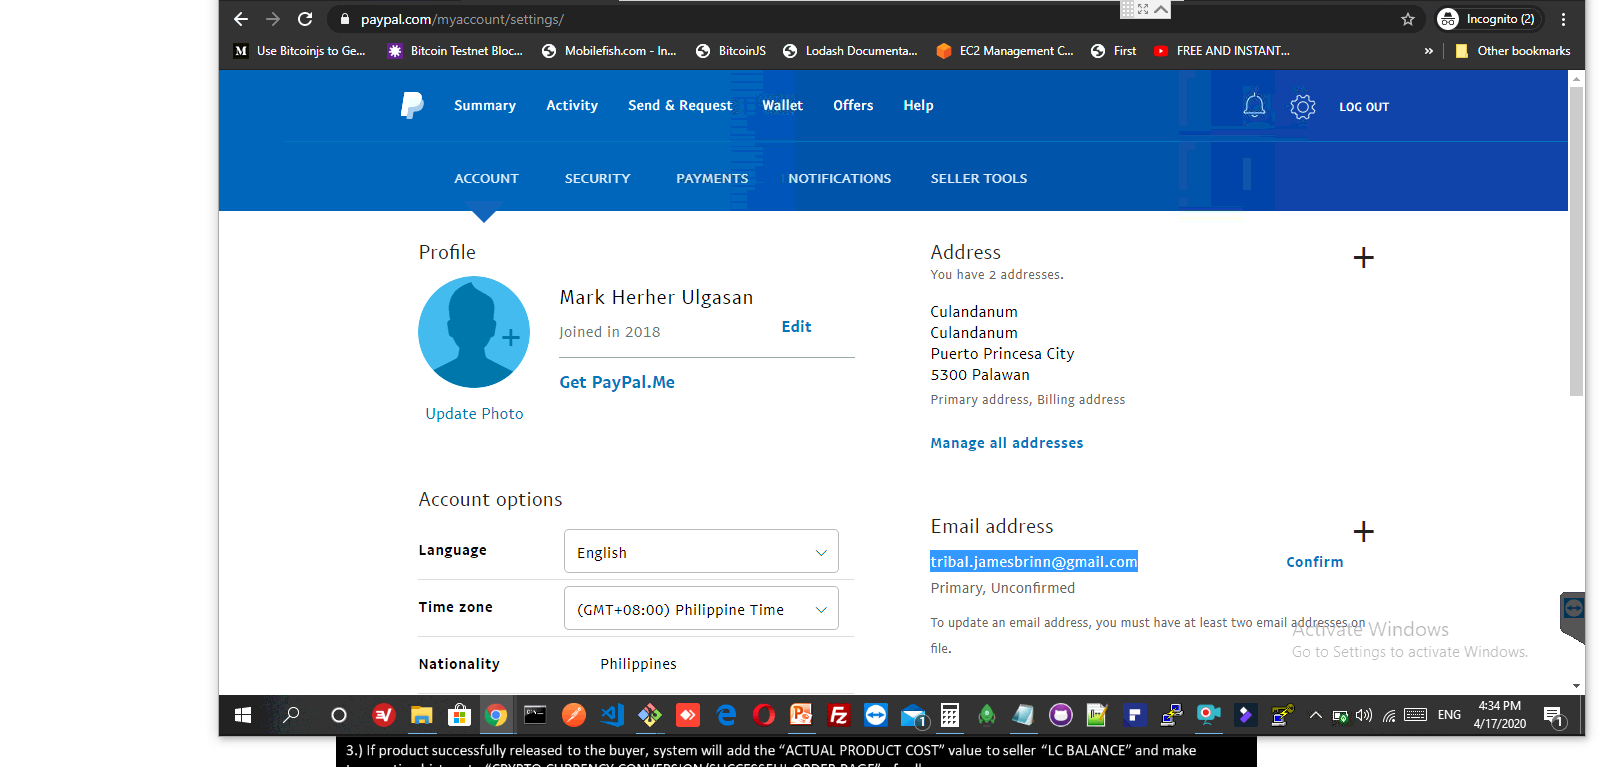 paypal.com/myaccount/settings/
Incognito (2)
Use Bitcoinjs to Ge...
Bitcoin Testnet Bloc...
Mobilefish.com - In...
BitcoinJS
Lodash Documenta...
EC2 Management C...
First
FREE AND INSTANT...
»
Other bookmarks
Summary
Activity
Send & Request
Wallet
Offers
Help
LOG OUT
ACCOUNT
SECURITY
PAYMENTS
NOTIFICATIONS
SELLER TOOLS
Profile
Mark Herher Ulgasan
Joined in 2018
Edit
Get PayPal.Me
Update Photo
Address
You have 2 addresses.
Culandanum
Culandanum
Puerto Princesa City
5300 Palawan
Primary address, Billing address
Manage all addresses
Account options
Language
English
Time zone
(GMT+08:00) Philippine Time
Nationality
Philippines
Email address
tribal.jamesbrinn@gmail.com
Confirm
Primary, Unconfirmed
To update an email address, you must have at least two email addresses on
file.
Activate Windows
Go to Settings to activate Windows.
ENG
4:34 PM
4/17/2020
3.) If product successfully released to the buyer, system will add the “ACTUAL PRODUCT COST” value to seller “LC BALANCE” and make